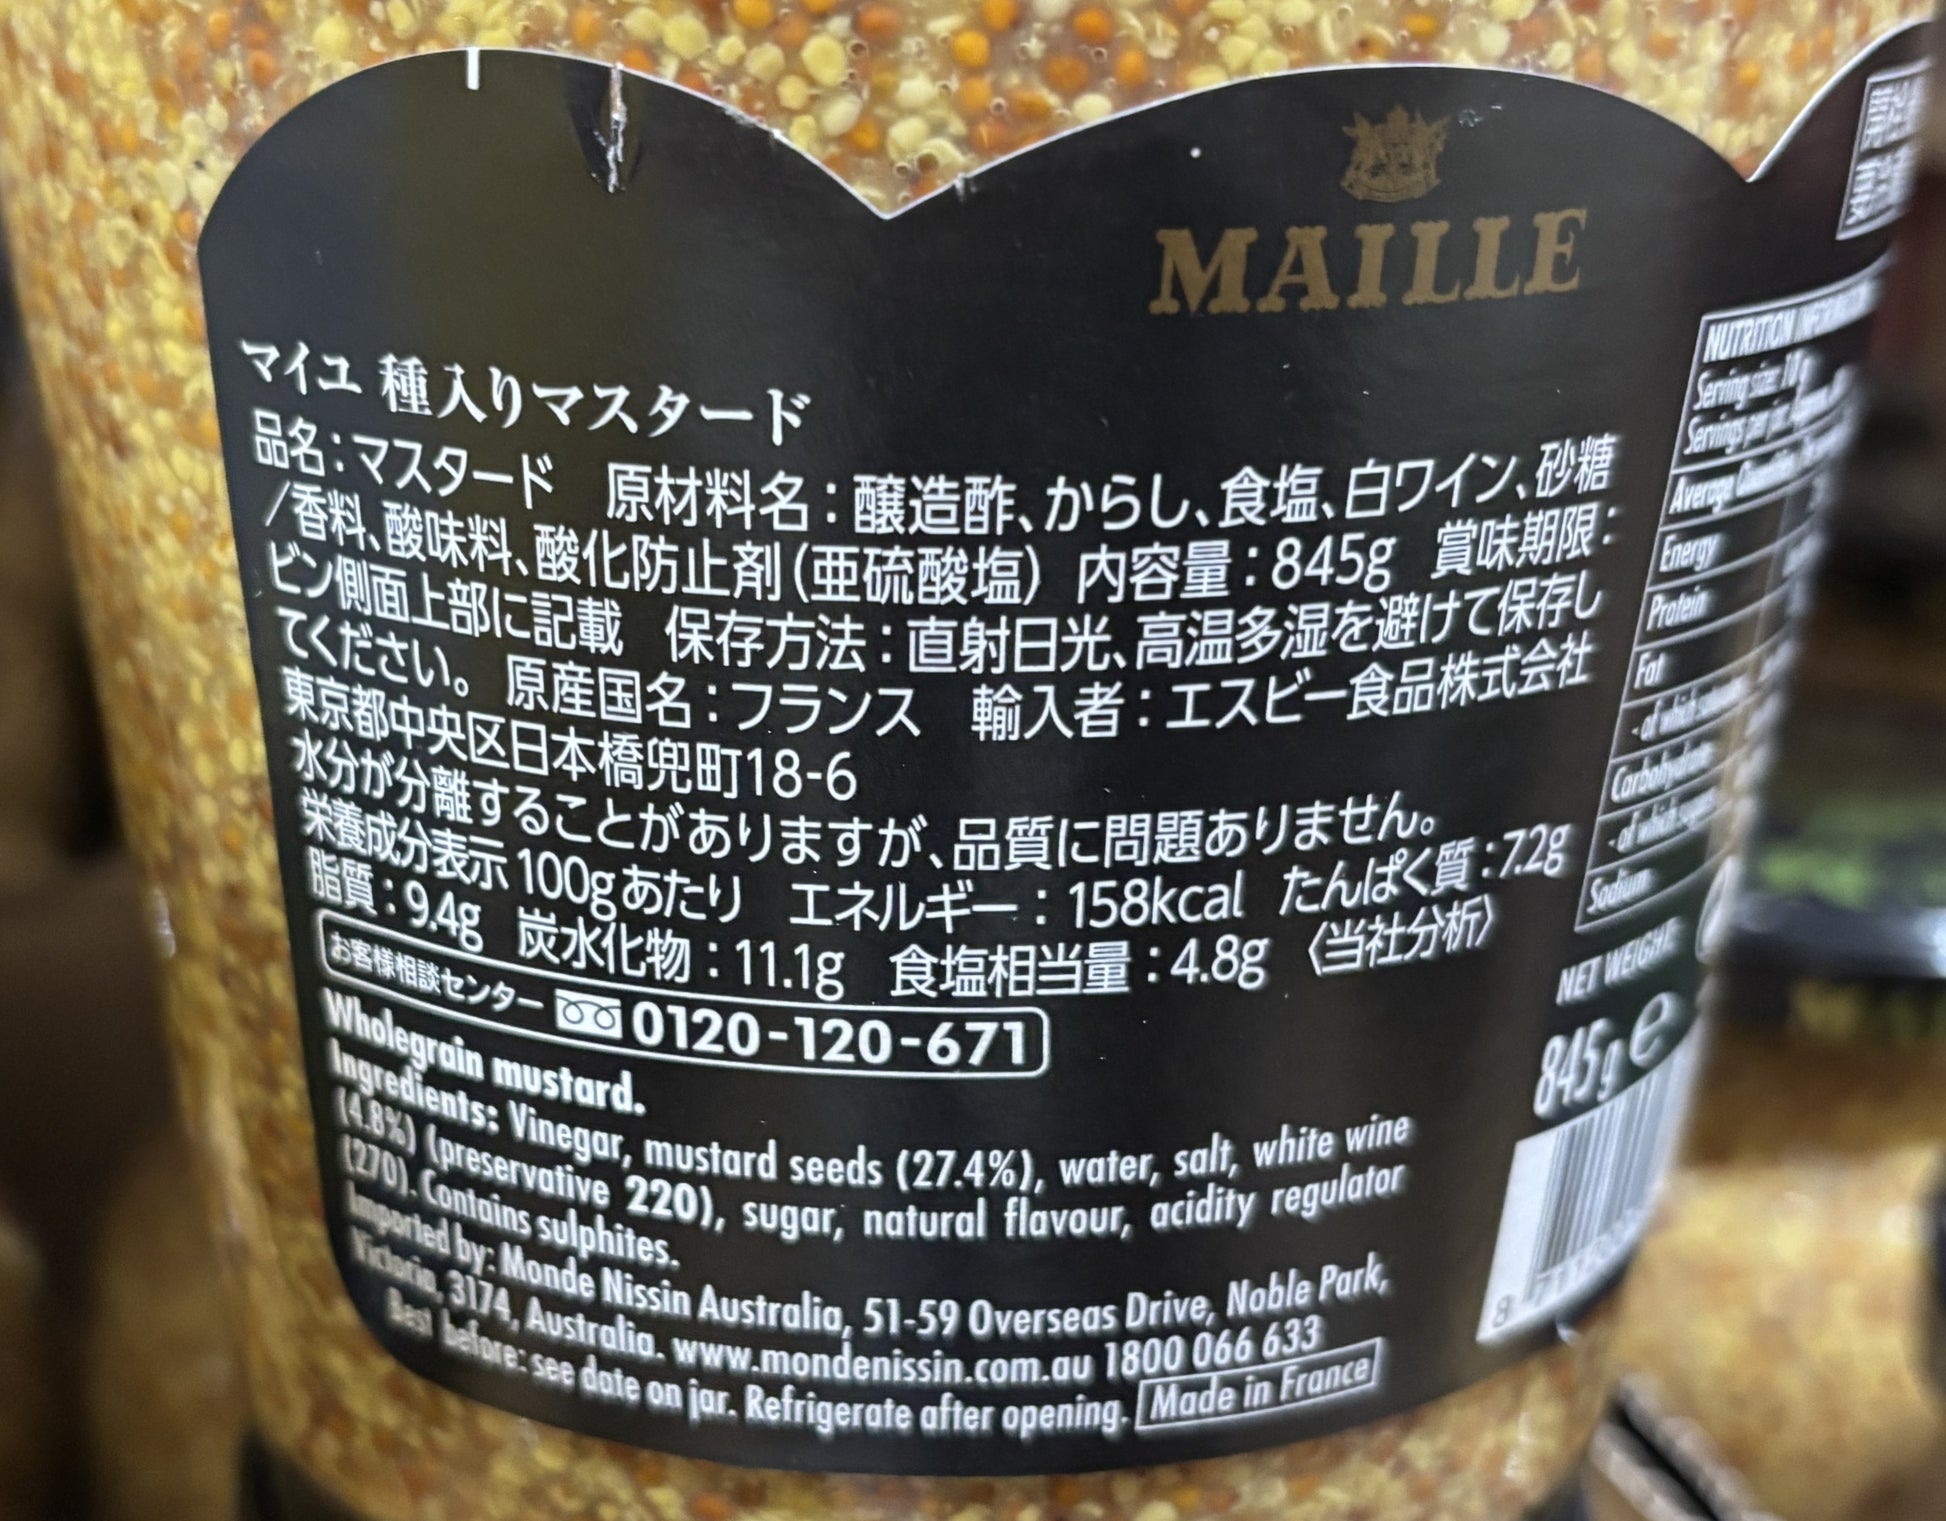 MAILLE
マイユ 種入りマスタード
品名：マスタード　原材料名：醸造酢、からし、食塩、白ワイン、砂糖
/香料、酸味料、酸化防止剤（亜硫酸塩）　内容量：845g　賞味期限：
ビン側面上部に記載　保存方法：直射日光、高温多湿を避けて保存し
てください。 原産国名：フランス　輸入者：エスビー食品株式会社
東京都中央区日本橋兜町18-6
水分が分離することがありますが、品質に問題ありません。
栄養成分表示 100gあたり　エネルギー：158kcal　たんぱく質：7.2g
脂質：9.4g　炭水化物：11.1g　食塩相当量：4.8g　〈当社分析〉
お客様相談センター 0120-120-671
Wholegrain mustard.
Ingredients: Vinegar, mustard seeds (27.4%), water, salt, white wine
(4.8%) (preservative 220), sugar, natural flavour, acidity regulator
(270). Contains sulphites.
Imported by: Monde Nissin Australia, 51-59 Overseas Drive, Noble Park,
Victoria, 3174, Australia. www.mondenissin.com.au 1800 066 633
Best before: see date on jar. Refrigerate after opening. Made in France
NUTRITION
Serving size:
Servings per
Average
Energy
Protein
Fat
- of which
Carbohydrate
- of which
Sodium
NET WEIGHT:
845g e